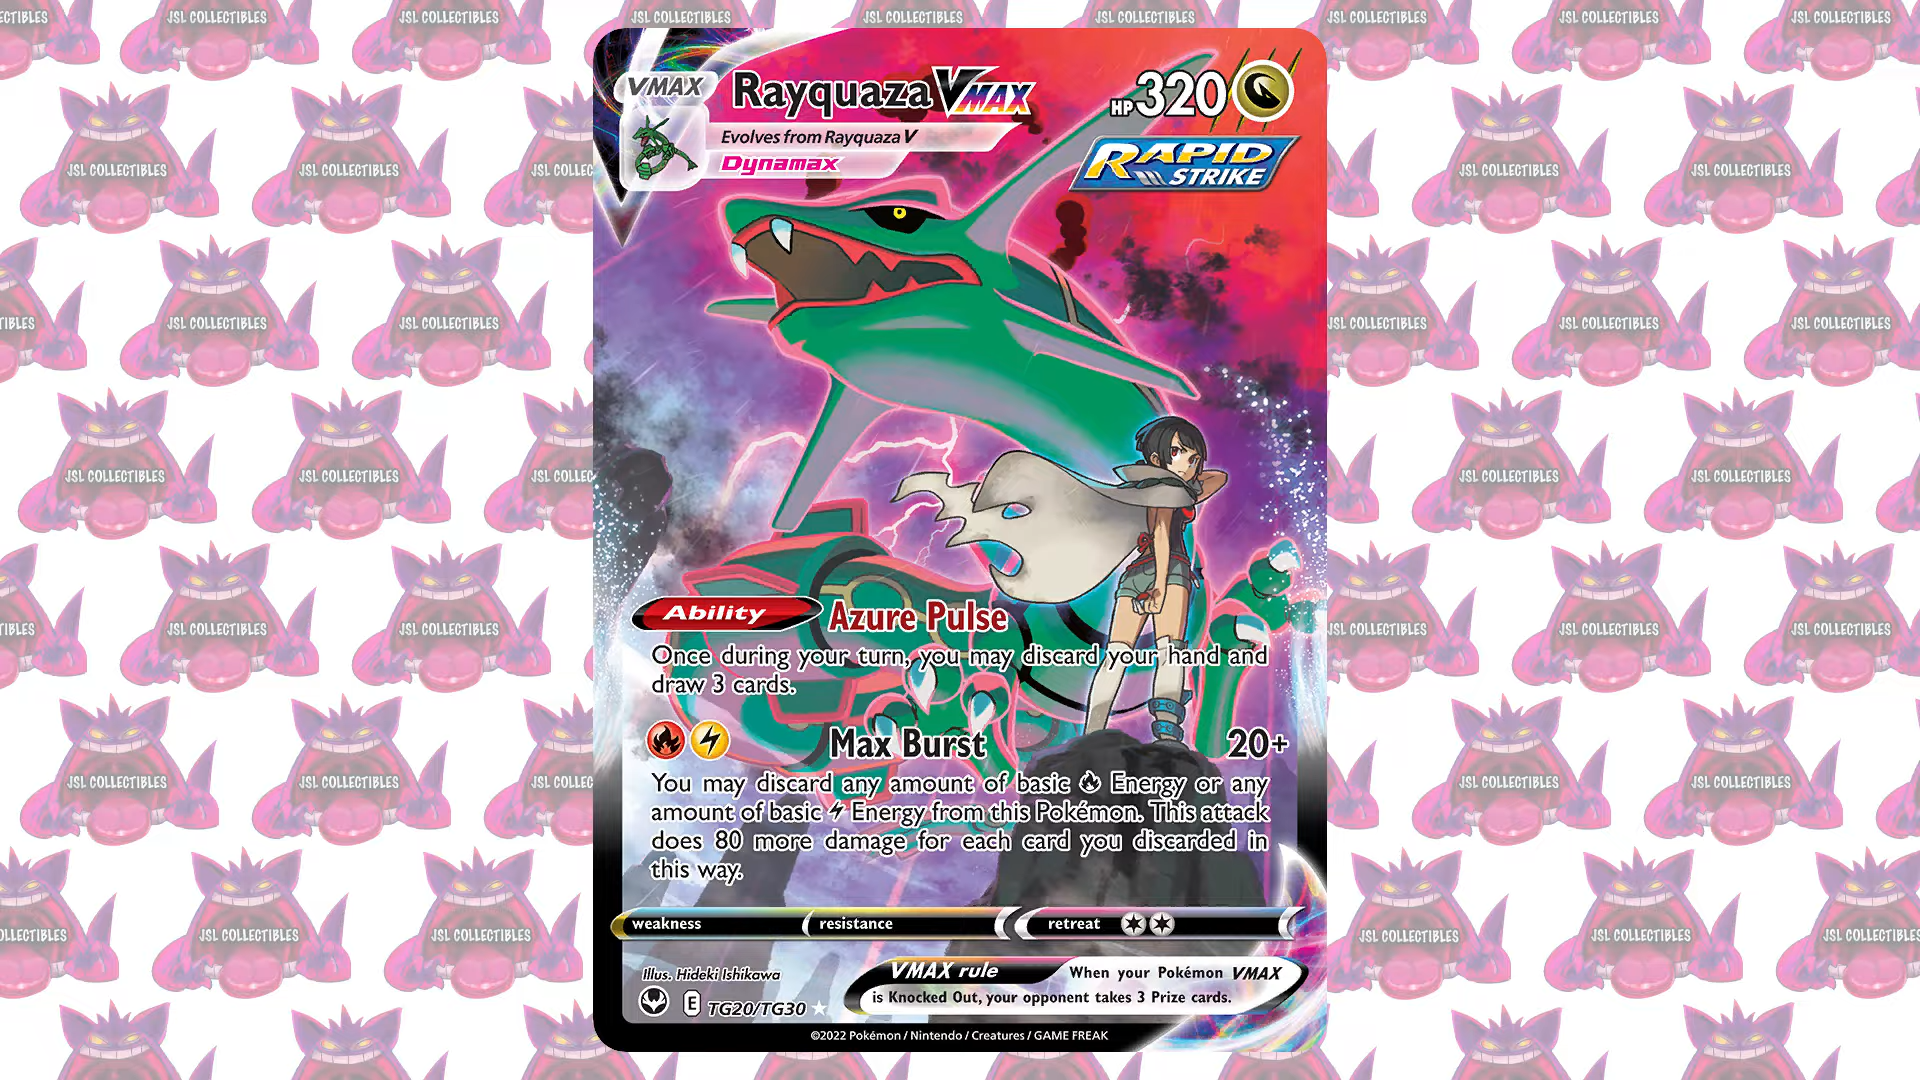 JSL COLLECTIBLES
VMAX
Rayquaza VMAX
HP 320
Evolves from Rayquaza V
Dynamax
RAPID
STRIKE
Ability Azure Pulse
Once during your turn, you may discard your hand and
draw 3 cards.
Max Burst 20+
You may discard any amount of basic Energy or any
amount of basic Energy from this Pokémon. This attack
does 80 more damage for each card you discarded in
this way.
weakness resistance retreat
Illus. Hideki Ishikawa
VMAX rule When your Pokémon VMAX
is Knocked Out, your opponent takes 3 Prize cards.
E TG20/TG30
©2022 Pokémon / Nintendo / Creatures / GAME FREAK